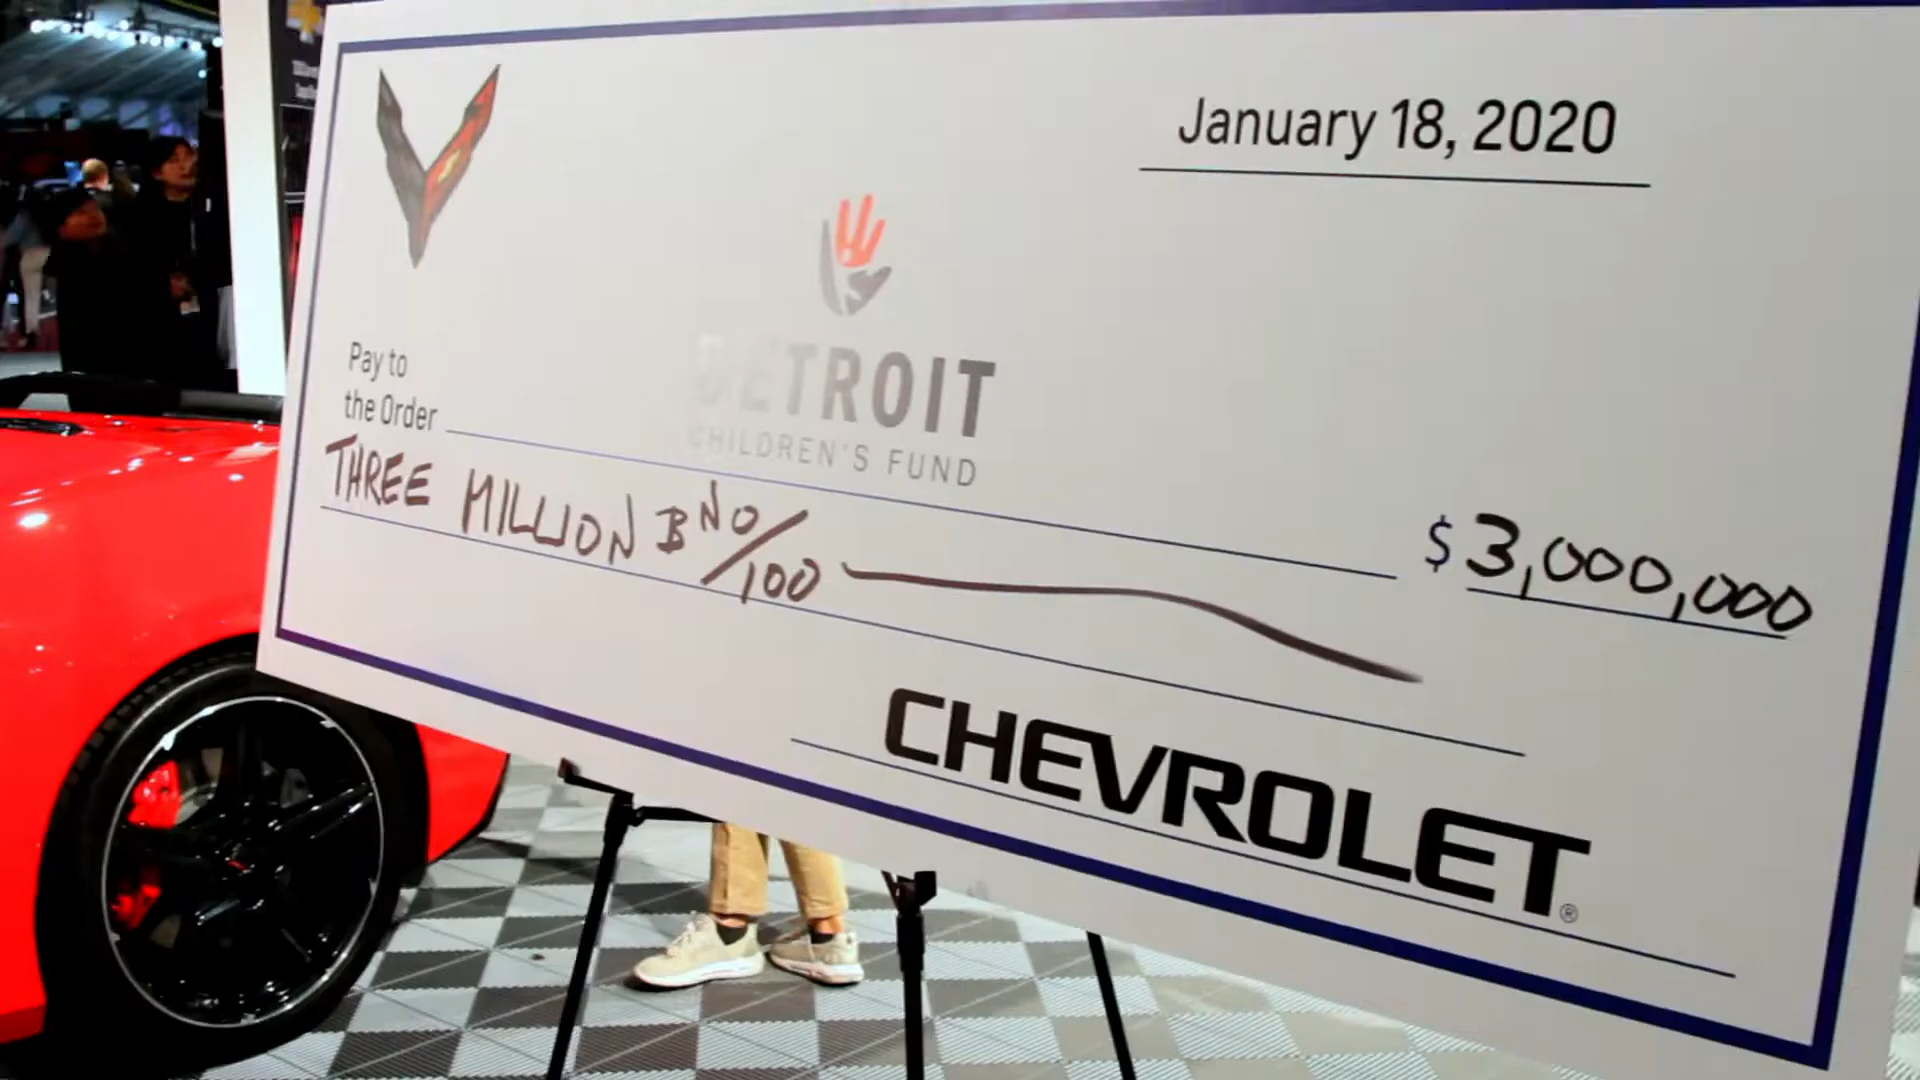 January 18, 2020
DETROIT
CHILDREN'S FUND
Pay to
the Order
THREE MILLION & NO/100
$ 3,000,000
CHEVROLET®